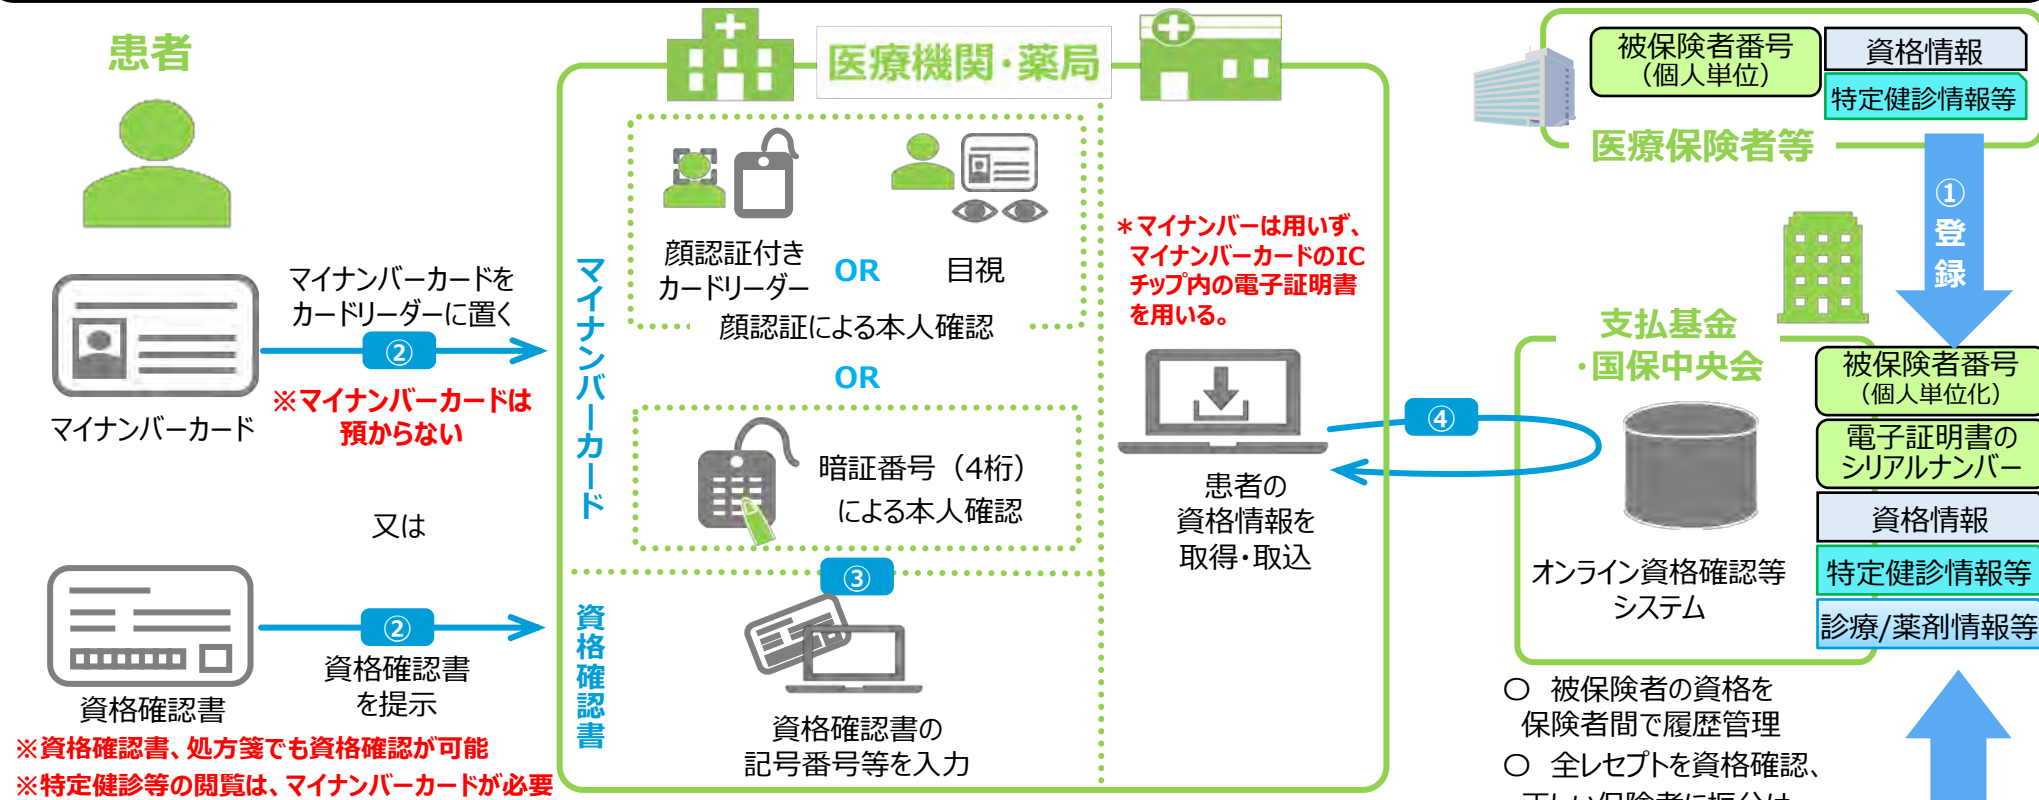 患者
マイナンバーカード
マイナンバーカードを
カードリーダーに置く
②
※マイナンバーカードは
預からない
又は
資格確認書
②
資格確認書
を提示
※資格確認書、処方箋でも資格確認が可能
※特定健診等の閲覧は、マイナンバーカードが必要
医療機関・薬局
マイナンバーカード
顔認証付き
カードリーダー
OR
目視
顔認証による本人確認
OR
暗証番号（4桁）
による本人確認
③
資格確認書
資格確認書の
記号番号等を入力
＊マイナンバーは用いず、
マイナンバーカードのIC
チップ内の電子証明書
を用いる。
患者の
資格情報を
取得・取込
④
被保険者番号
（個人単位）
資格情報
特定健診情報等
医療保険者等
①
登
録
支払基金
・国保中央会
被保険者番号
（個人単位化）
電子証明書の
シリアルナンバー
資格情報
特定健診情報等
診療/薬剤情報等
オンライン資格確認等
システム
○ 被保険者の資格を
保険者間で履歴管理
○ 全レセプトを資格確認、
正しい保険者に振分け